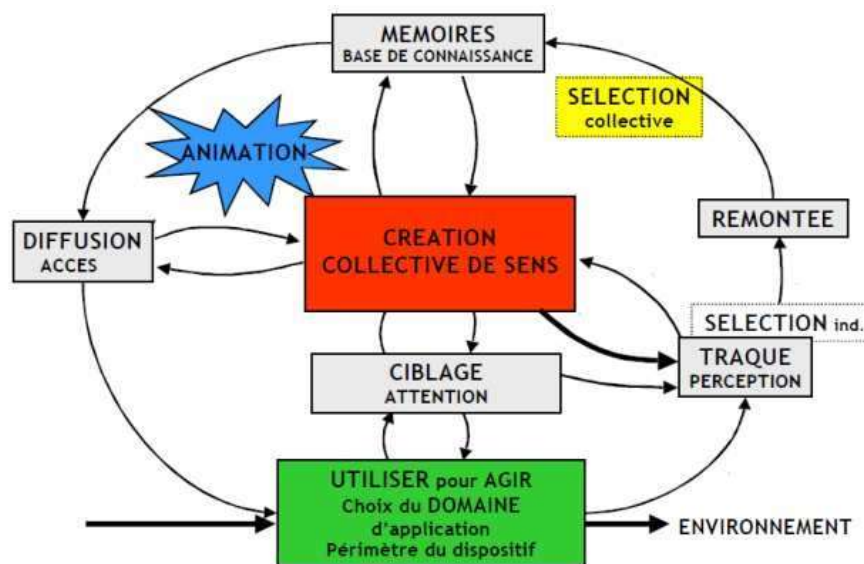 MEMOIRES
BASE DE CONNAISSANCE
SELECTION
collective
ANIMATION
DIFFUSION
ACCES
CREATION
COLLECTIVE DE SENS
REMONTEE
SELECTION ind.
TRAQUE
PERCEPTION
CIBLAGE
ATTENTION
UTILISER pour AGIR
Choix du DOMAINE
d'application
Périmètre du dispositif
ENVIRONNEMENT